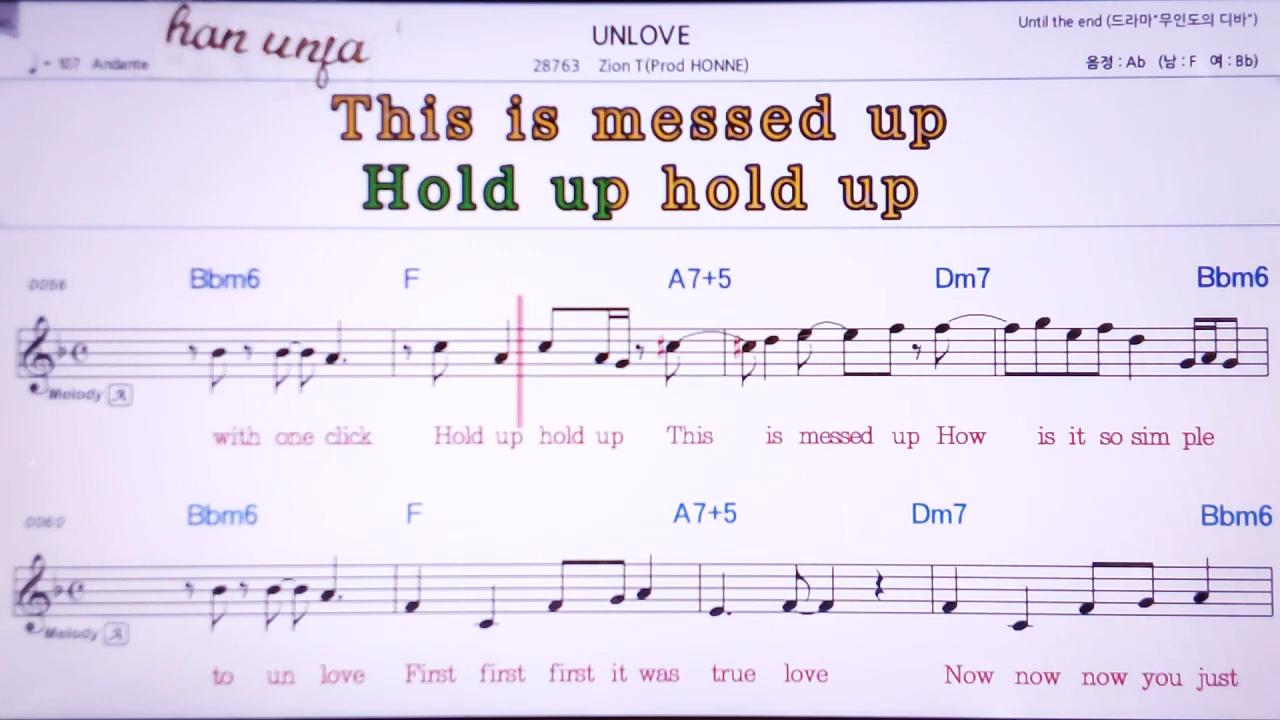 han unja
UNLOVE
Until the end (드라마"무인도의 디바")
♩ = 107 Andante
28763 Zion T(Prod HONNE)
음정 : Ab (남 : F 여 : Bb)
This is messed up
Hold up hold up
0056
Bbm6 F A7+5 Dm7 Bbm6
Melody A
with one click Hold up hold up This is messed up How is it so sim ple
0060
Bbm6 F A7+5 Dm7 Bbm6
Melody A
to un love First first first it was true love Now now now you just